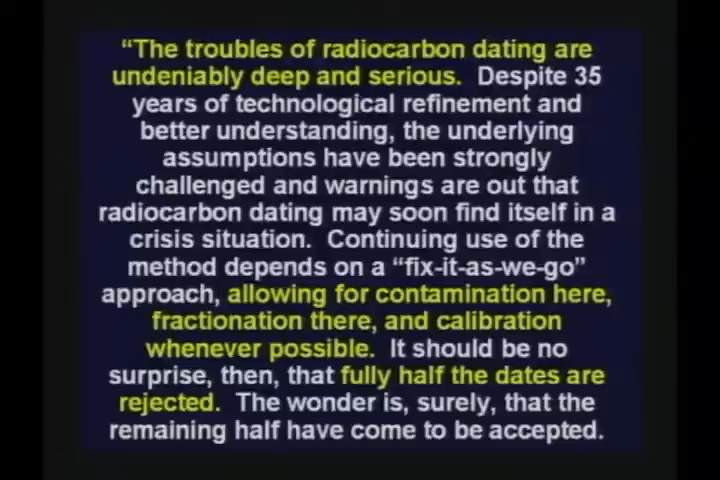 “The troubles of radiocarbon dating are
undeniably deep and serious.  Despite 35
years of technological refinement and
better understanding, the underlying
assumptions have been strongly
challenged and warnings are out that
radiocarbon dating may soon find itself in a
crisis situation.  Continuing use of the
method depends on a “fix-it-as-we-go”
approach, allowing for contamination here,
fractionation there, and calibration
whenever possible.  It should be no
surprise, then, that fully half the dates are
rejected.  The wonder is, surely, that the
remaining half have come to be accepted.